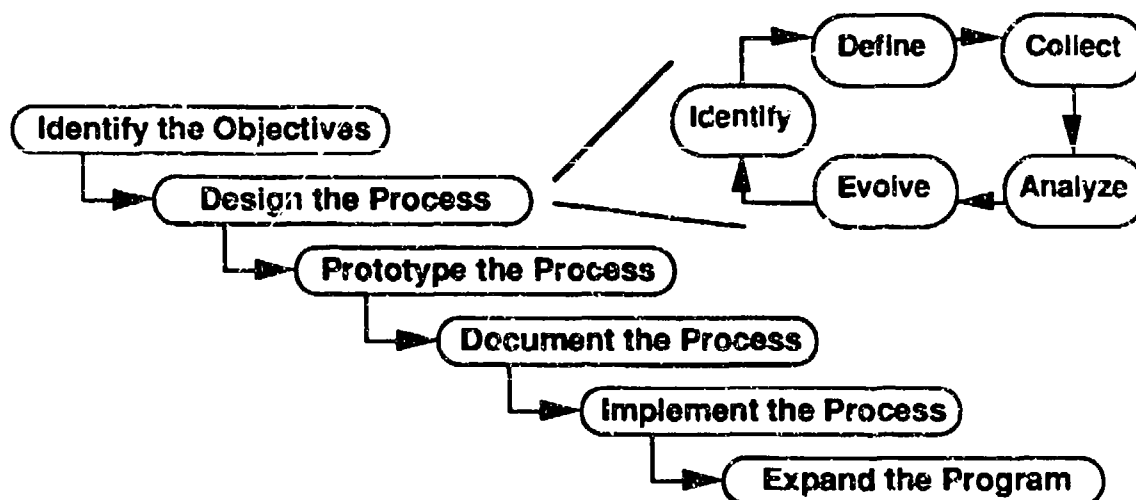 Define
Collect
Identify
Identify the Objectives
Evolve
Analyze
Design the Process
Prototype the Process
Document the Process
Implement the Process
Expand the Program